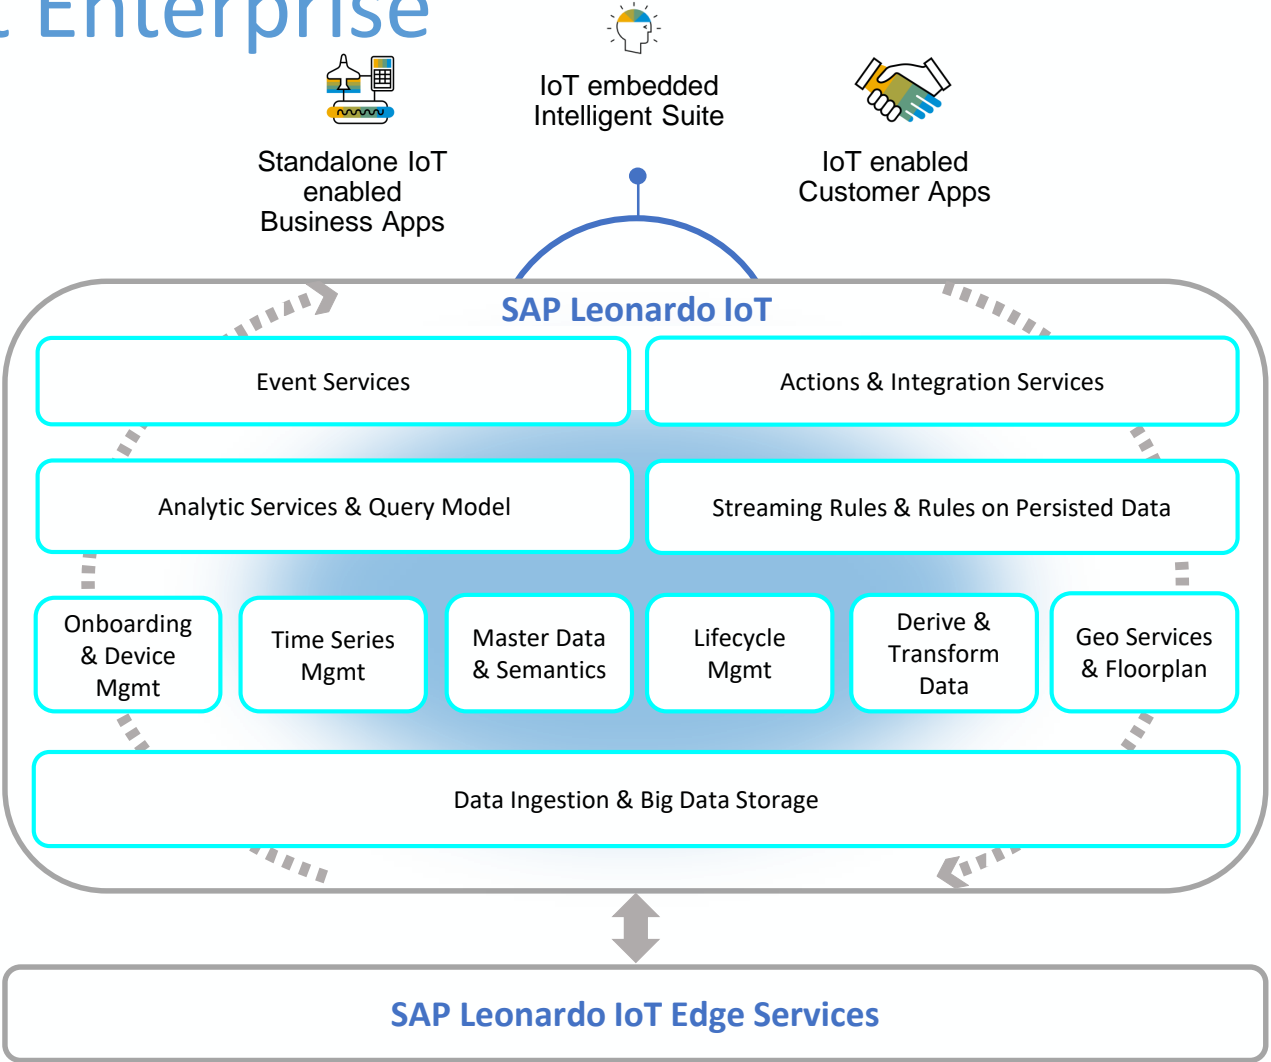 Enterprise
IoT embedded
Intelligent Suite
Standalone IoT
enabled
Business Apps
IoT enabled
Customer Apps
SAP Leonardo IoT
Event Services
Actions & Integration Services
Analytic Services & Query Model
Streaming Rules & Rules on Persisted Data
Onboarding
& Device
Mgmt
Time Series
Mgmt
Master Data
& Semantics
Lifecycle
Mgmt
Derive &
Transform
Data
Geo Services
& Floorplan
Data Ingestion & Big Data Storage
SAP Leonardo IoT Edge Services